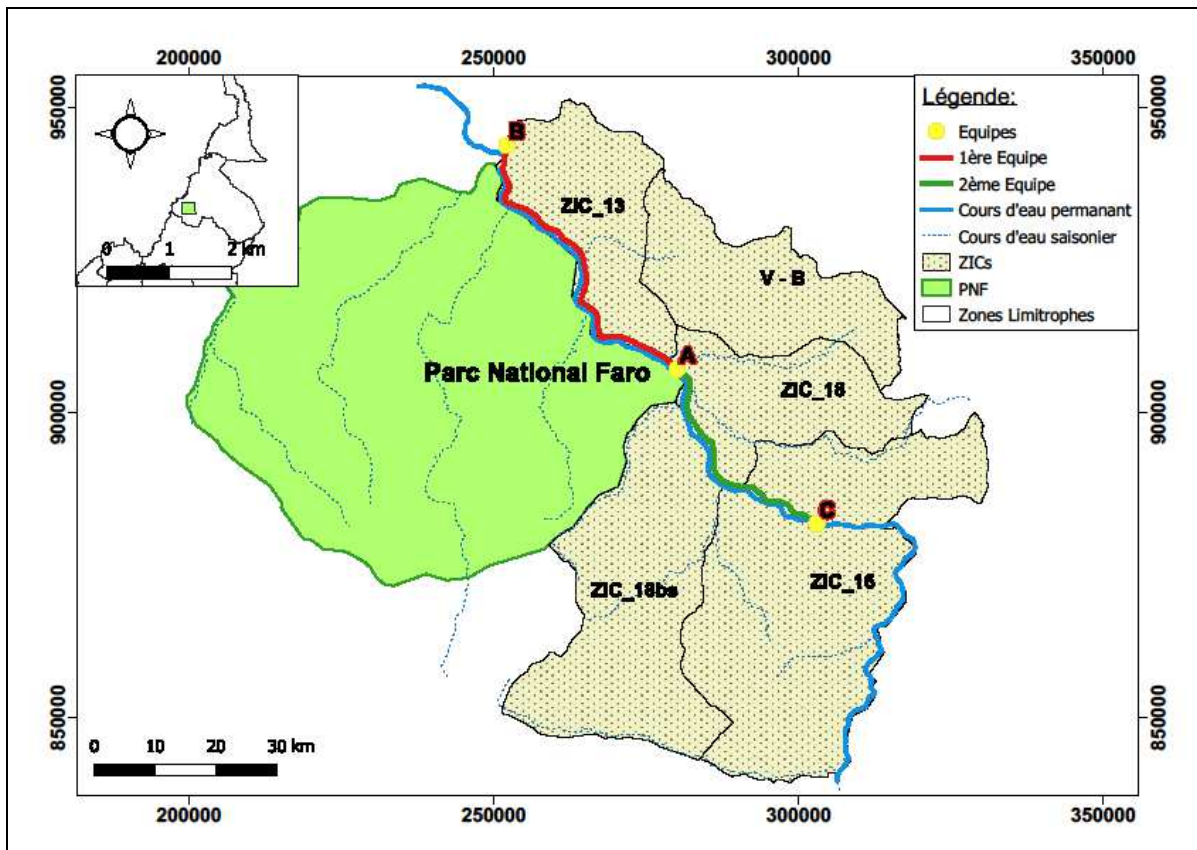 200000 250000 300000 350000
950000
950000
Légende:
Equipes
1ère Equipe
2ème Equipe
Cours d'eau permanant
Cours d'eau saisonier
ZICs
PNF
Zones Limitrophes
0 1 2 km
B
ZIC_13
V - B
A
Parc National Faro
ZIC_18
900000
900000
C
ZIC_18bs
ZIC_16
850000
850000
0 10 20 30 km
200000 250000 300000 350000